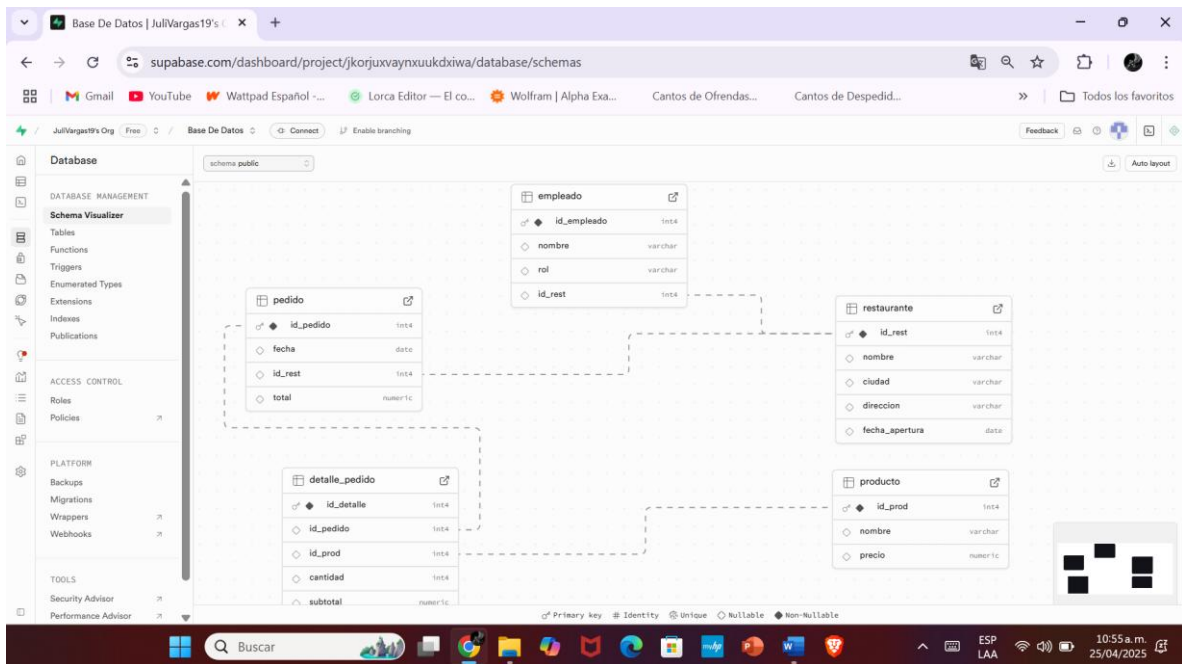 Base De Datos | JuliVargas19's C
supabase.com/dashboard/project/jkorjuxvaynxuukdxiwa/database/schemas
Gmail YouTube Wattpad Español -... Lorca Editor — El co... Wolfram | Alpha Exa... Cantos de Ofrendas... Cantos de Despedid... » Todos los favoritos
JuliVargas19's Org Free / Base De Datos Connect Enable branching Feedback
Database
schema public
Auto layout
DATABASE MANAGEMENT
Schema Visualizer
Tables
Functions
Triggers
Enumerated Types
Extensions
Indexes
Publications
ACCESS CONTROL
Roles
Policies
PLATFORM
Backups
Migrations
Wrappers
Webhooks
TOOLS
Security Advisor
Performance Advisor
empleado
id_empleado int4
nombre varchar
rol varchar
id_rest int4
pedido
id_pedido int4
fecha date
id_rest int4
total numeric
restaurante
id_rest int4
nombre varchar
ciudad varchar
direccion varchar
fecha_apertura date
detalle_pedido
id_detalle int4
id_pedido int4
id_prod int4
cantidad int4
subtotal numeric
producto
id_prod int4
nombre varchar
precio numeric
Primary key # Identity Unique Nullable Non-Nullable
Buscar
myhp
ESP
LAA
10:55 a. m.
25/04/2025